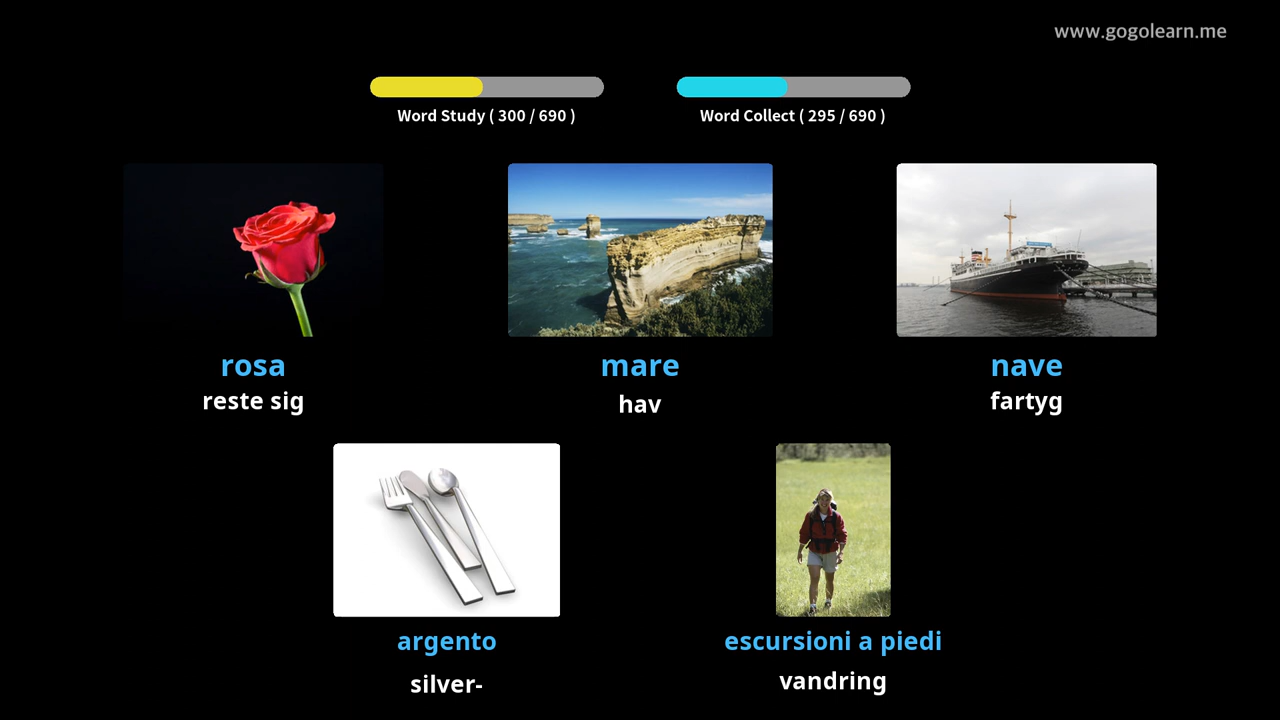 www.gogolearn.me
Word Study ( 300 / 690 )
Word Collect ( 295 / 690 )
rosa
reste sig
mare
hav
nave
fartyg
argento
silver-
escursioni a piedi
vandring